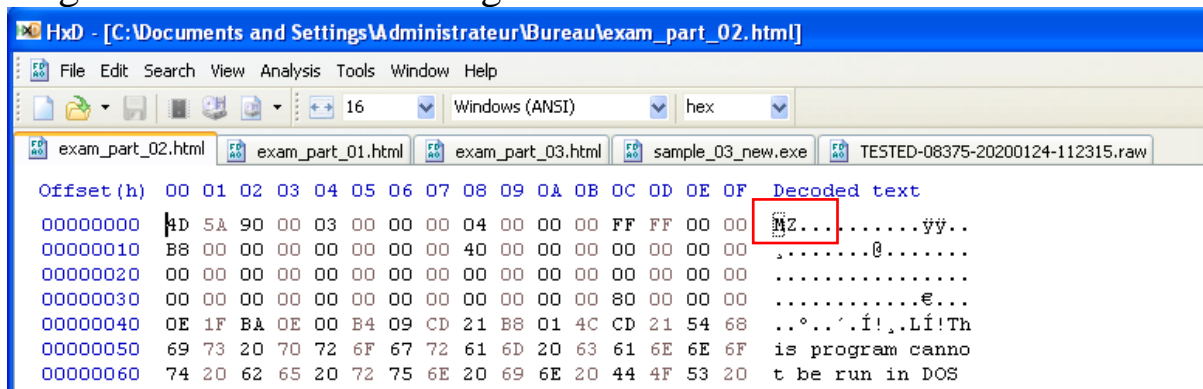 HxD - [C:\Documents and Settings\Administrateur\Bureau\exam_part_02.html]
File Edit Search View Analysis Tools Window Help
16 Windows (ANSI) hex
exam_part_02.html exam_part_01.html exam_part_03.html sample_03_new.exe TESTED-08375-20200124-112315.raw
Offset(h) 00 01 02 03 04 05 06 07 08 09 0A 0B 0C 0D 0E 0F Decoded text
00000000 4D 5A 90 00 03 00 00 00 04 00 00 00 FF FF 00 00 MZ..........ÿÿ..
00000010 B8 00 00 00 00 00 00 00 40 00 00 00 00 00 00 00 ¸.......@.......
00000020 00 00 00 00 00 00 00 00 00 00 00 00 00 00 00 00 ................
00000030 00 00 00 00 00 00 00 00 00 00 00 00 80 00 00 00 ............€...
00000040 0E 1F BA 0E 00 B4 09 CD 21 B8 01 4C CD 21 54 68 ..º..´.Í!¸.LÍ!Th
00000050 69 73 20 70 72 6F 67 72 61 6D 20 63 61 6E 6E 6F is program canno
00000060 74 20 62 65 20 72 75 6E 20 69 6E 20 44 4F 53 20 t be run in DOS